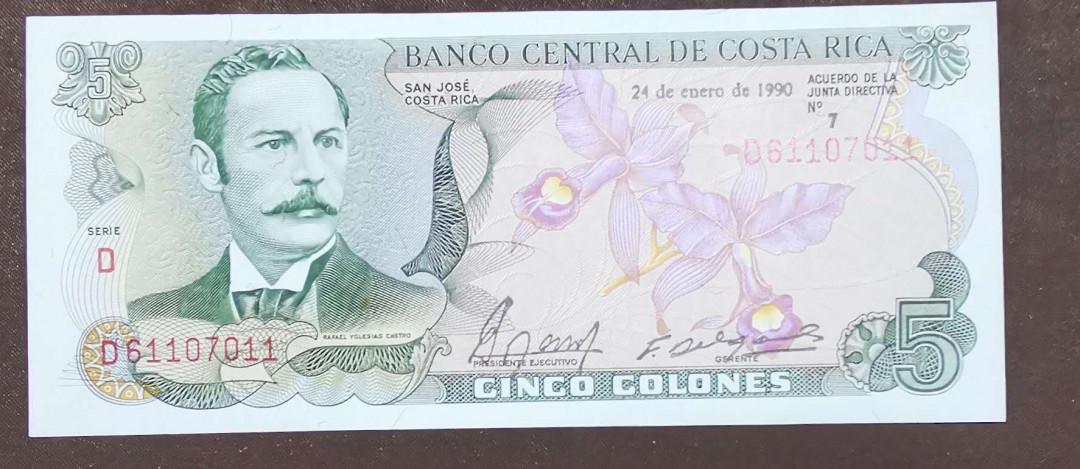 BANCO CENTRAL DE COSTA RICA
5
SAN JOSÉ,
COSTA RICA
24 de enero de 1990
ACUERDO DE LA
JUNTA DIRECTIVA
Nº
7
D61107011
SERIE
D
RAFAEL YGLESIAS CASTRO
D61107011
PRESIDENTE EJECUTIVO
GERENTE
CINCO COLONES
5